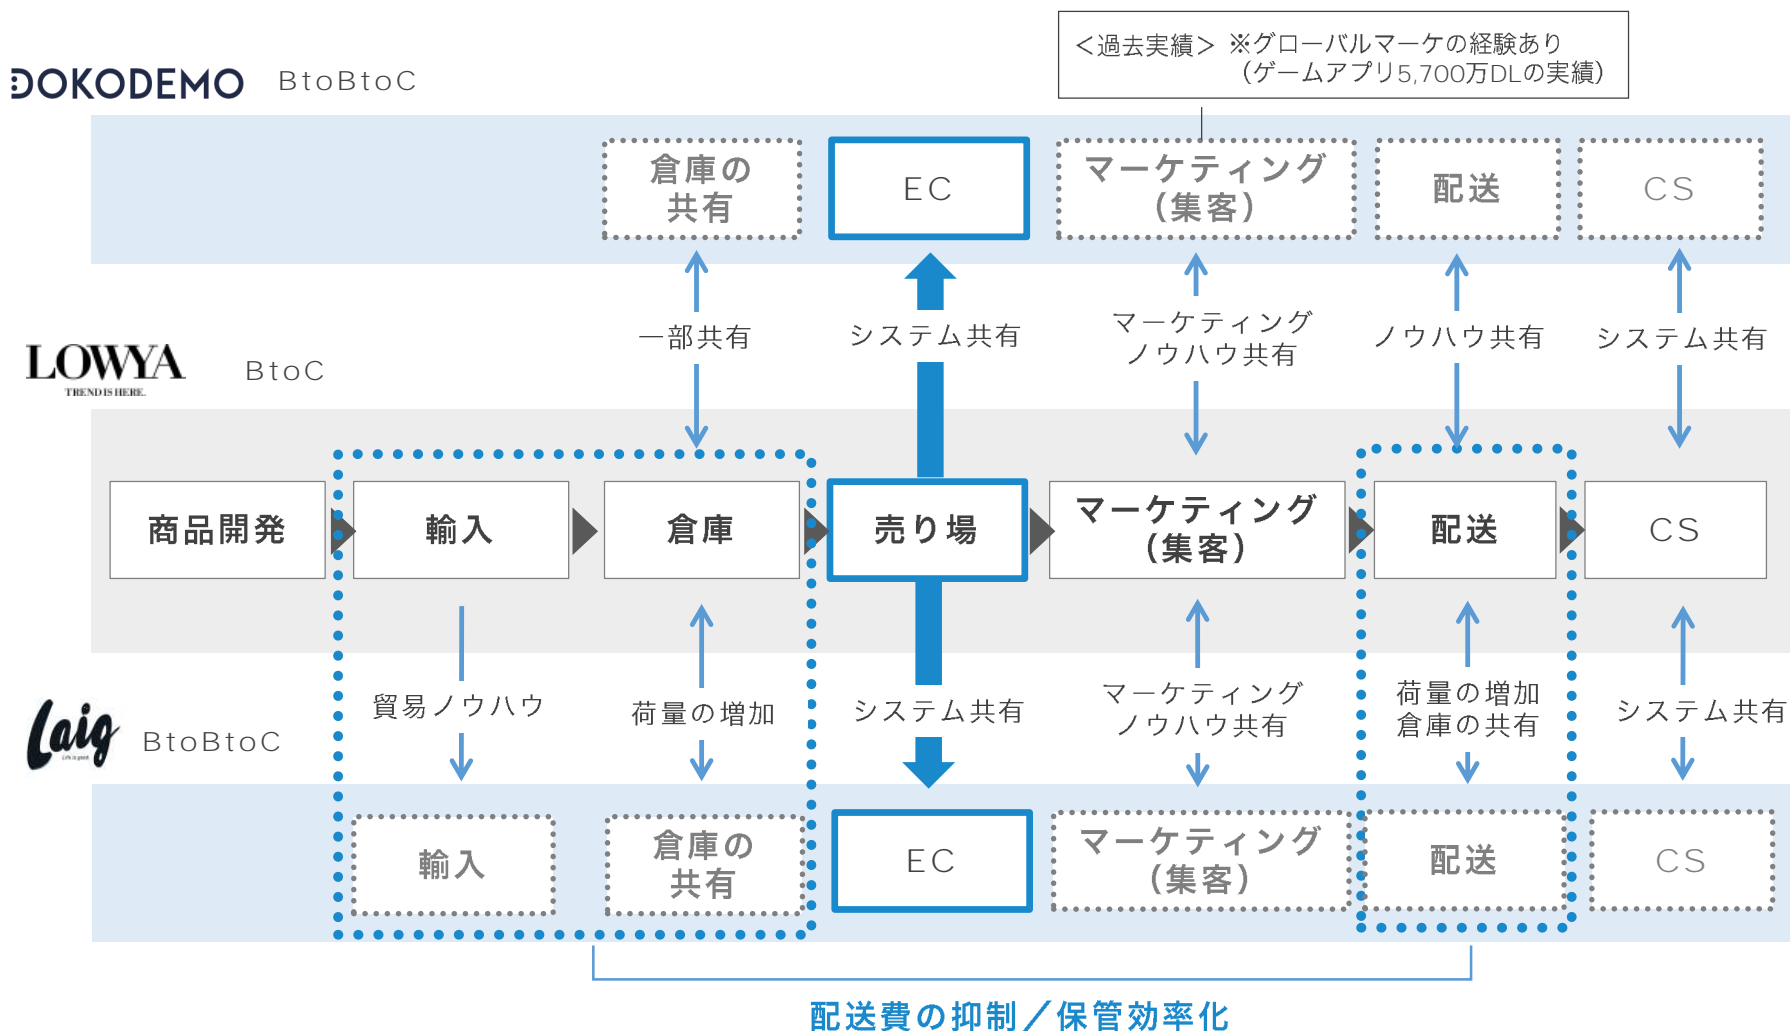 <過去実績> ※グローバルマーケの経験あり
（ゲームアプリ5,700万DLの実績）
DOKODEMO BtoBtoC
倉庫の
共有
EC
マーケティング
（集客）
配送
CS
一部共有
システム共有
マーケティング
ノウハウ共有
ノウハウ共有
システム共有
LOWYA
TREND IS HERE.
BtoC
商品開発
輸入
倉庫
売り場
マーケティング
（集客）
配送
CS
貿易ノウハウ
荷量の増加
システム共有
マーケティング
ノウハウ共有
荷量の増加
倉庫の共有
システム共有
Laig
Life is good.
BtoBtoC
輸入
倉庫の
共有
EC
マーケティング
（集客）
配送
CS
配送費の抑制／保管効率化